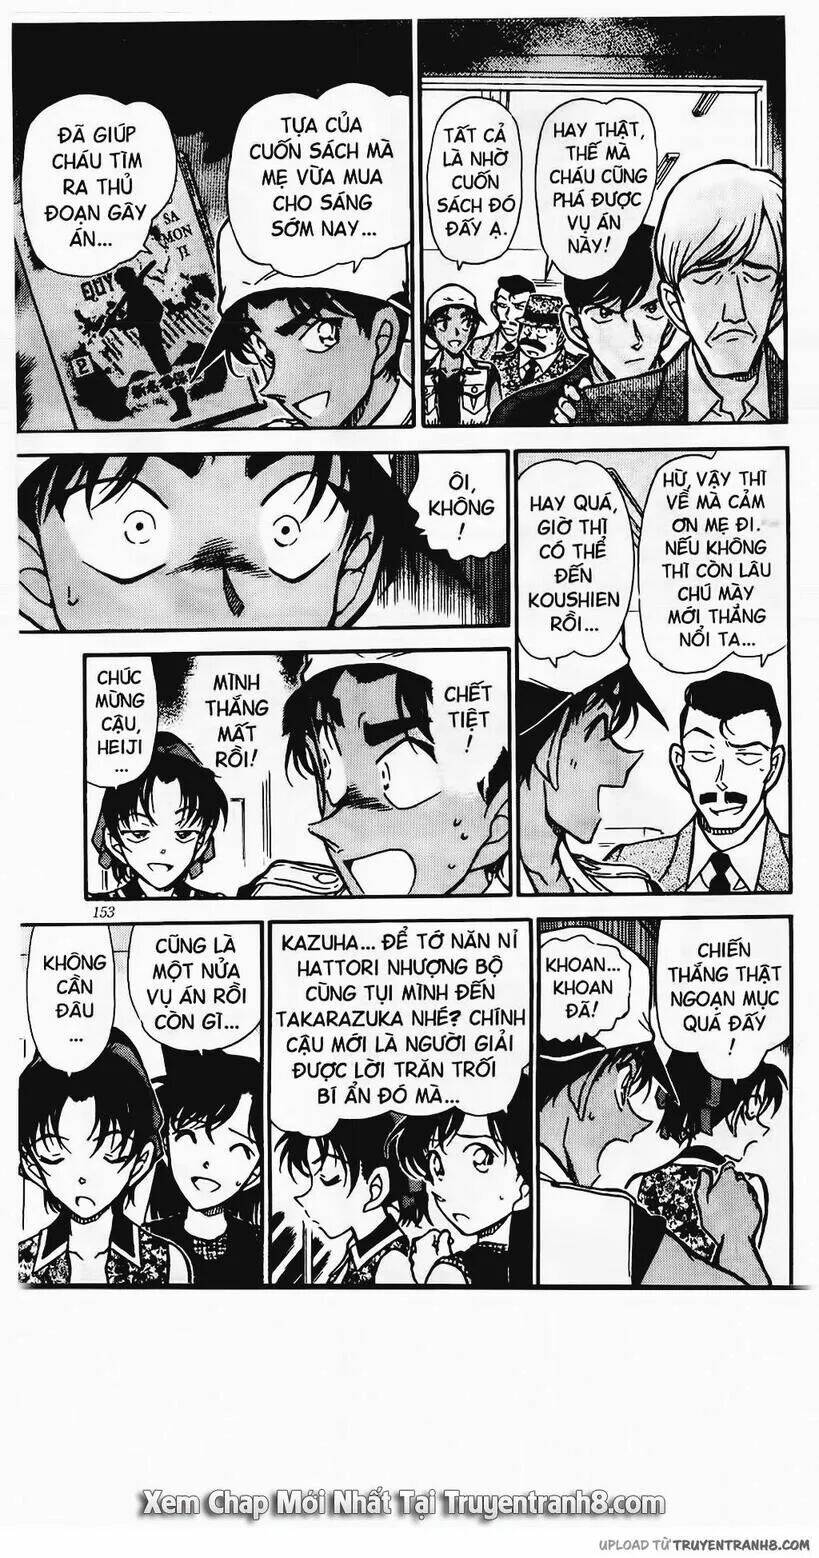 HAY THẬT,
THẾ MÀ
CHÁU CŨNG
PHÁ ĐƯỢC
VỤ ÁN
NÀY!
TẤT CẢ
LÀ NHỜ
CUỐN
SÁCH ĐÓ
ĐẤY Ạ.
TỰA CỦA
CUỐN SÁCH MÀ
MẸ VỪA MUA
CHO SÁNG
SỚM NAY...
ĐÃ GIÚP
CHÁU TÌM
RA THỦ
ĐOẠN GÂY
ÁN...
SA
MON
JI
2
HỪ, VẬY THÌ
VỀ MÀ CẢM
ƠN MẸ ĐI.
NẾU KHÔNG
THÌ CÒN LÂU
CHÚ MÀY
MỚI THẮNG
NỔI TA...
HAY QUÁ,
GIỜ THÌ
CÓ THỂ
ĐẾN
KOUSHIEN
RỒI...
ÔI,
KHÔNG
!
CHẾT
TIỆT!
MÌNH
THẮNG
MẤT
RỒI!
CHÚC
MỪNG
CẬU,
HEIJI
...
153
CHIẾN
THẮNG THẬT
NGOẠN MỤC
QUÁ ĐẤY
!
KHOAN...
KHOAN
ĐÃ!
KAZUHA... ĐỂ TỚ NĂN NỈ
HATTORI NHƯỢNG BỘ
CÙNG TỤI MÌNH ĐẾN
TAKARAZUKA NHÉ? CHÍNH
CẬU MỚI LÀ NGƯỜI GIẢI
ĐƯỢC LỜI TRĂN TRỐI
BÍ ẨN ĐÓ MÀ...
CŨNG LÀ
MỘT NỬA
VỤ ÁN RỒI
CÒN GÌ...
KHÔNG
CẦN
ĐÂU
...
Xem Chap Mới Nhất Tại Truyentranh8.com
UPLOAD TỪ TRUYENTRANH8.COM